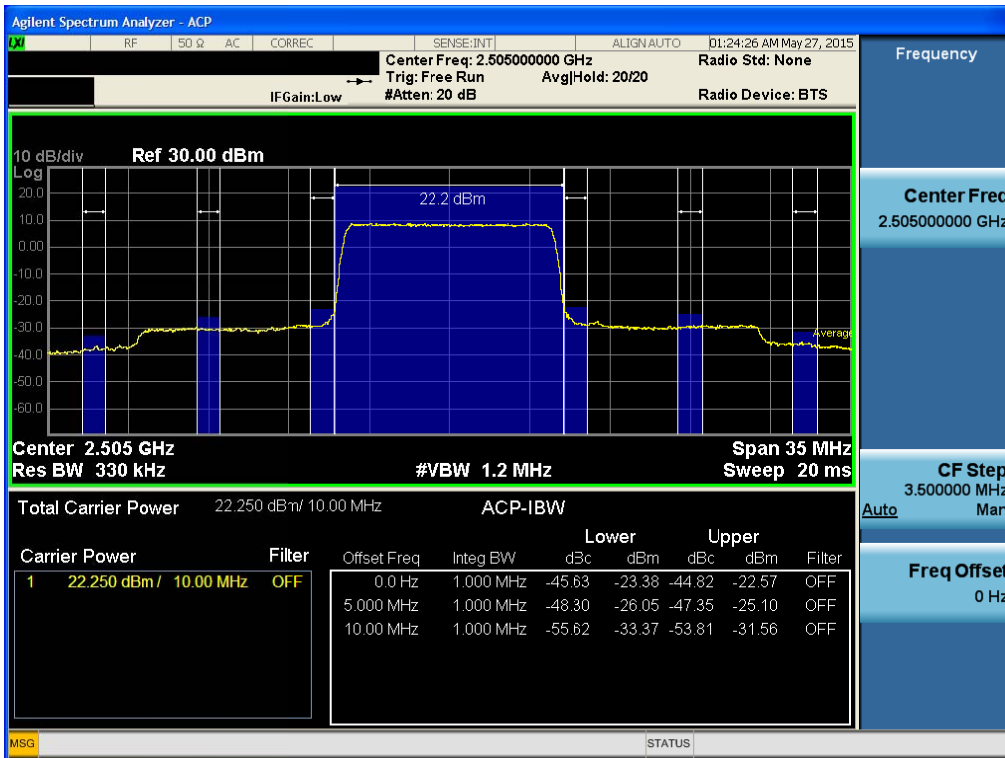 Agilent Spectrum Analyzer - ACP
LXI RF 50 Ω AC CORREC SENSE:INT ALIGN AUTO 01:24:26 AM May 27, 2015
Center Freq: 2.505000000 GHz Radio Std: None
Trig: Free Run Avg|Hold: 20/20
IFGain:Low #Atten: 20 dB Radio Device: BTS
Frequency
10 dB/div Ref 30.00 dBm
Log
22.2 dBm
20.0
10.0
0.00
-10.0
-20.0
-30.0
-40.0
-50.0
-60.0
Average
Center 2.505 GHz Span 35 MHz
Res BW 330 kHz #VBW 1.2 MHz Sweep 20 ms
Center Freq
2.505000000 GHz
CF Step
3.500000 MHz
Auto Man
Freq Offset
0 Hz
Total Carrier Power 22.250 dBm/ 10.00 MHz ACP-IBW
Lower Upper
Carrier Power Filter Offset Freq Integ BW dBc dBm dBc dBm Filter
1 22.250 dBm / 10.00 MHz OFF 0.0 Hz 1.000 MHz -45.63 -23.38 -44.82 -22.57 OFF
5.000 MHz 1.000 MHz -48.30 -26.05 -47.35 -25.10 OFF
10.00 MHz 1.000 MHz -55.62 -33.37 -53.81 -31.56 OFF
MSG STATUS